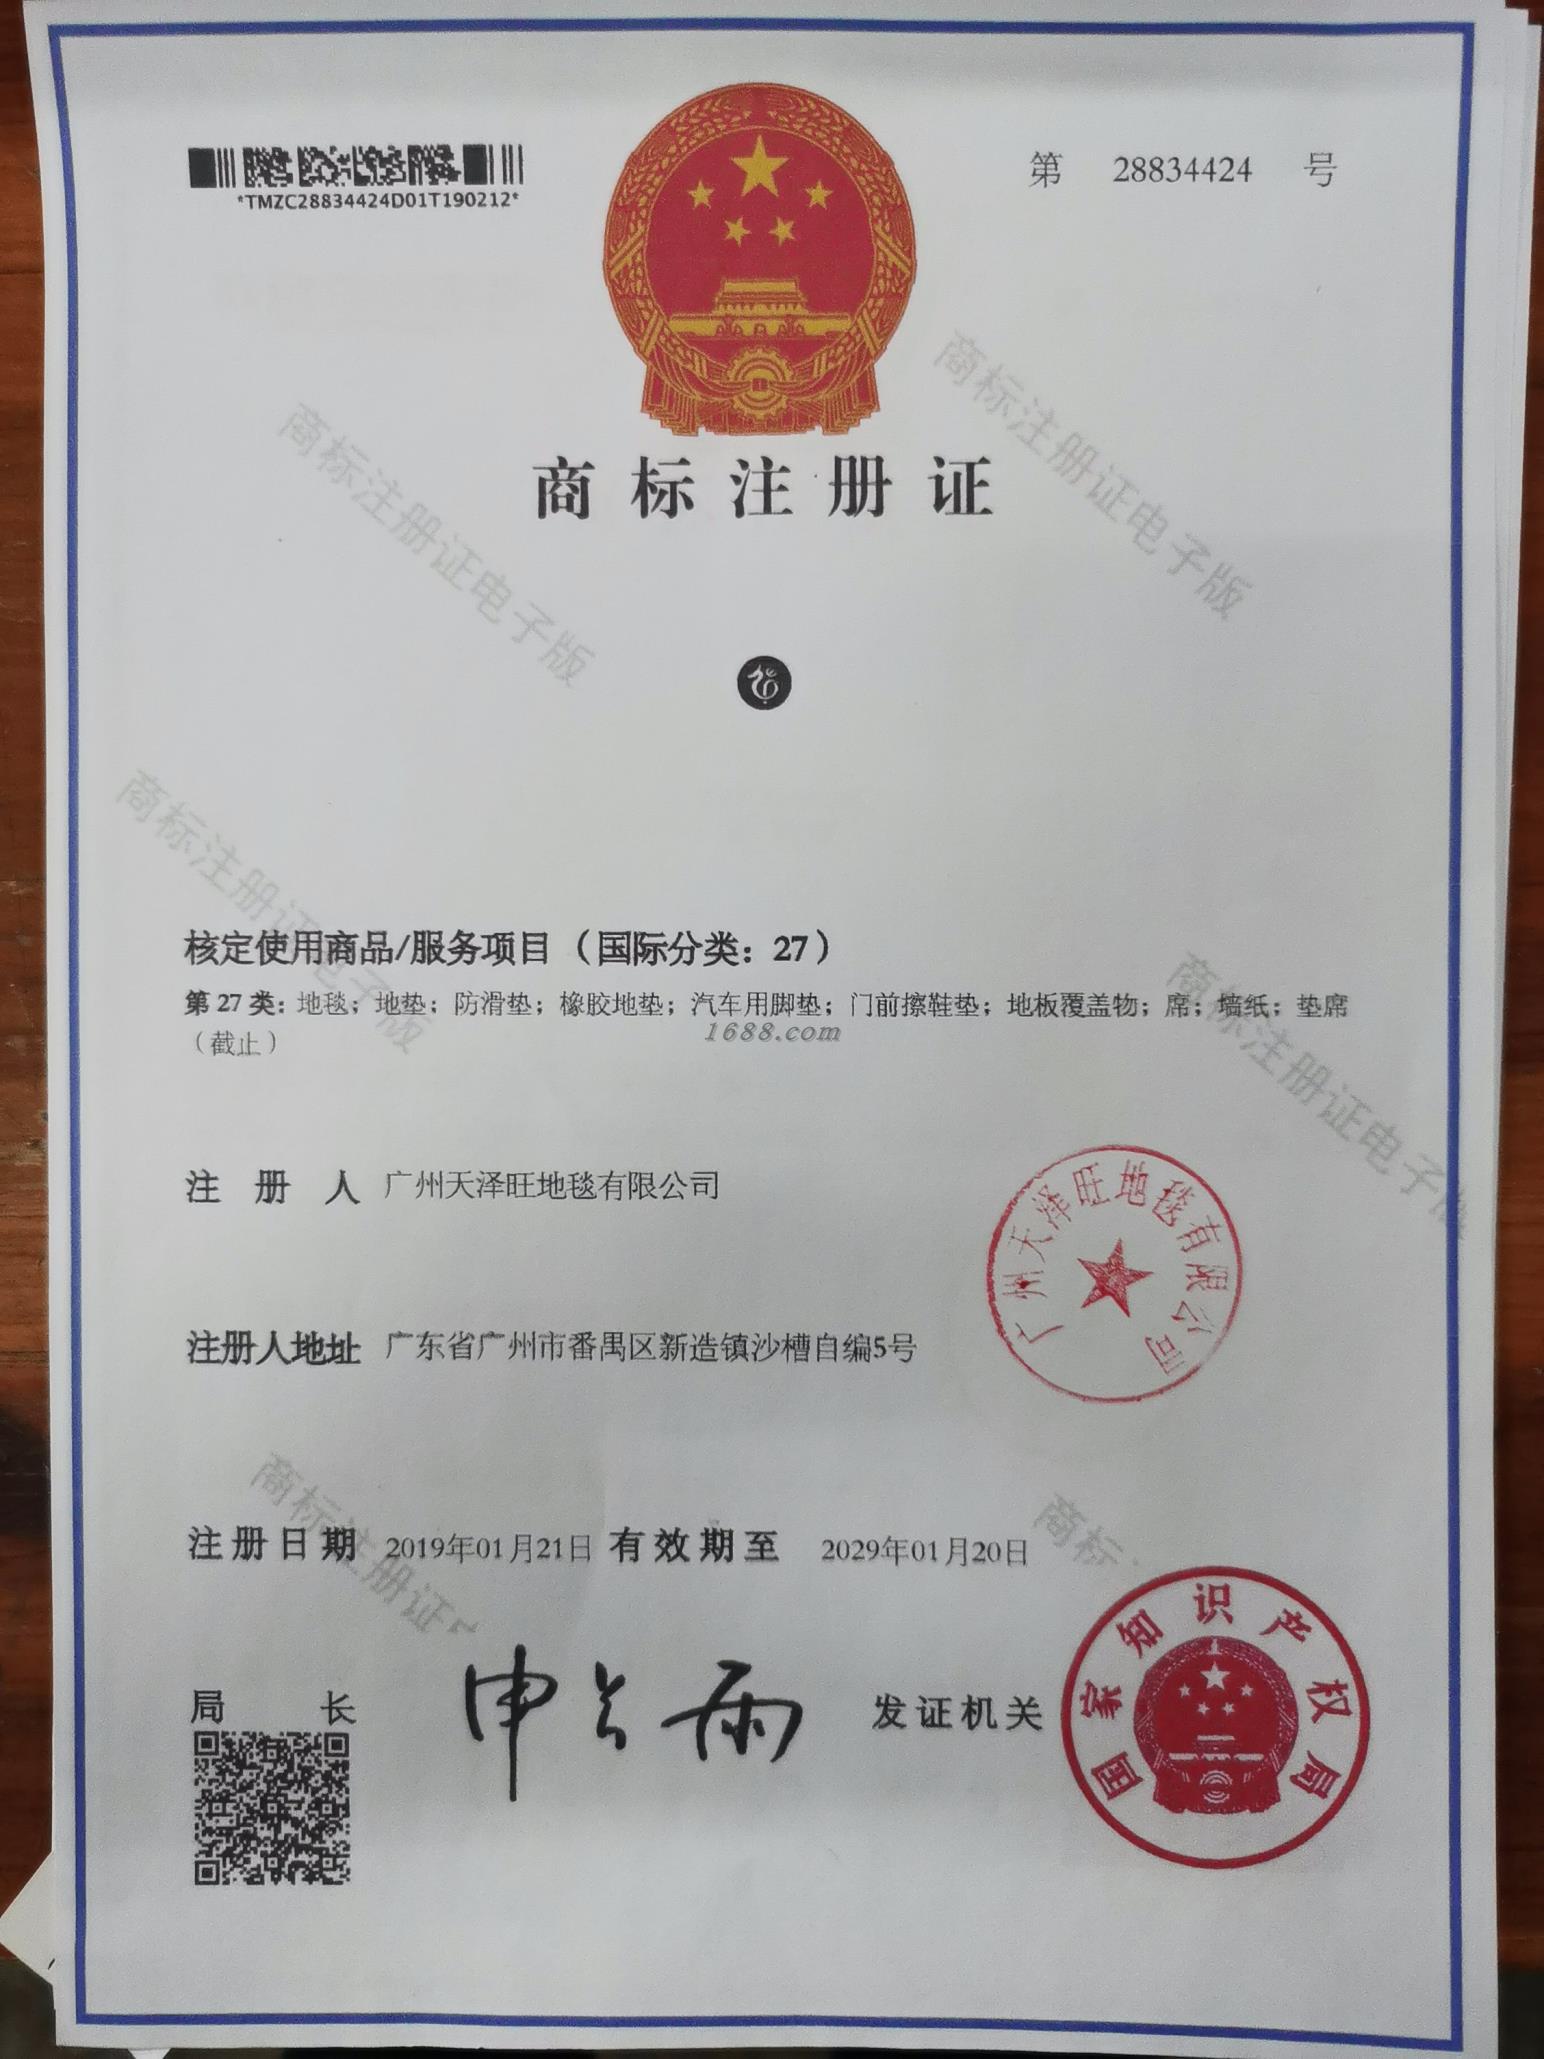 *TMZC28834424D01T190212*
第 28834424 号
商标注册证
商标注册证电子版
商标注册证电子版
商标注册证电子版
核定使用商品/服务项目（国际分类：27）
第27类：地毯；地垫；防滑垫；橡胶地垫；汽车用脚垫；门前擦鞋垫；地板覆盖物；席；墙纸；垫席
（截止）
1688.com
商标注册证电子版
注册人 广州天泽旺地毯有限公司
广州天泽旺地毯有限公司
注册人地址 广东省广州市番禺区新造镇沙槽自编5号
商标注册证
商标
注册日期 2019年01月21日 有效期至 2029年01月20日
局长 申长雨 发证机关
国家知识产权局